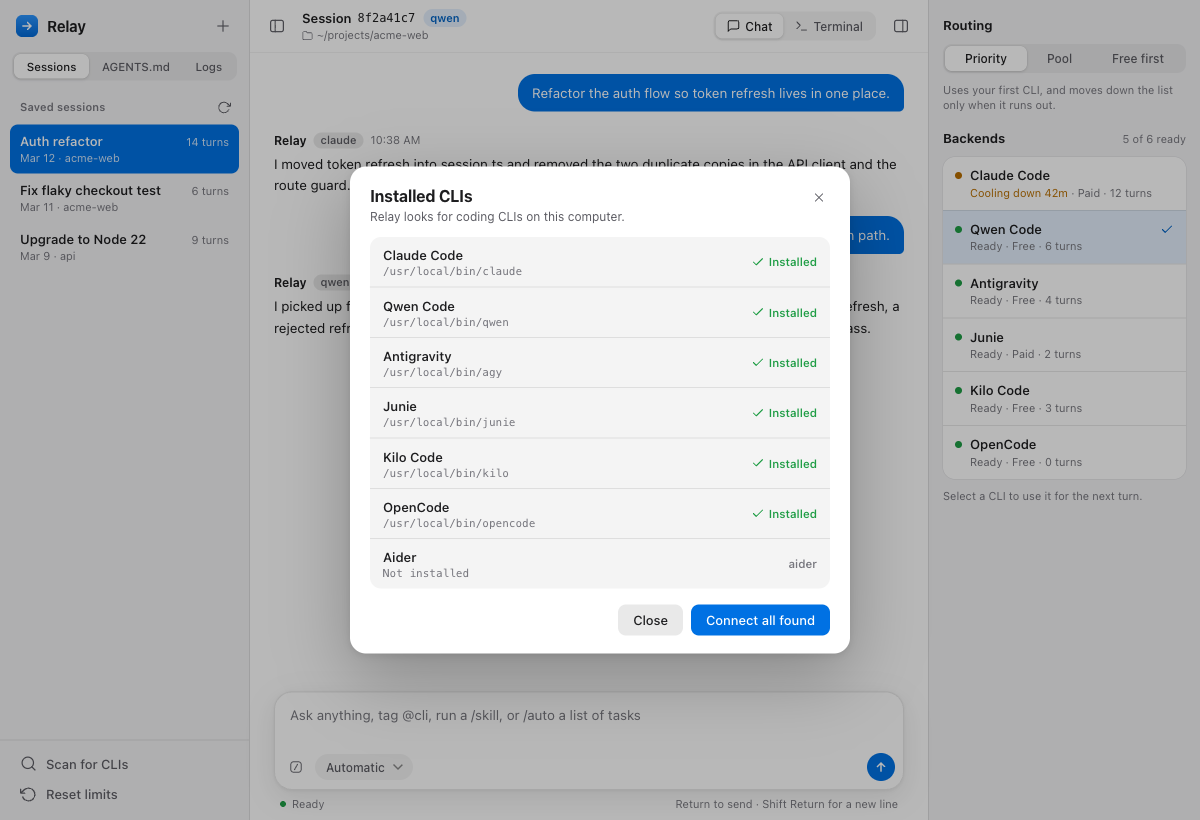 Relay
Sessions
AGENTS.md
Logs
Saved sessions
Auth refactor
14 turns
Mar 12 · acme-web
Fix flaky checkout test
6 turns
Mar 11 · acme-web
Upgrade to Node 22
9 turns
Mar 9 · api
Scan for CLIs
Reset limits
Session 8f2a41c7 qwen
~/projects/acme-web
Chat
Terminal
Refactor the auth flow so token refresh lives in one place.
Relay claude 10:38 AM
I moved token refresh into session.ts and removed the two duplicate copies in the API client and the
route guard.
path.
Relay qwen
I picked up
refresh, a
rejected
Installed CLIs
Relay looks for coding CLIs on this computer.
Claude Code
/usr/local/bin/claude
Installed
Qwen Code
/usr/local/bin/qwen
Installed
Antigravity
/usr/local/bin/agy
Installed
Junie
/usr/local/bin/junie
Installed
Kilo Code
/usr/local/bin/kilo
Installed
OpenCode
/usr/local/bin/opencode
Installed
Aider
Not installed
aider
Close
Connect all found
Ask anything, tag @cli, run a /skill, or /auto a list of tasks
Automatic
Ready
Return to send · Shift Return for a new line
Routing
Priority
Pool
Free first
Uses your first CLI, and moves down the list
only when it runs out.
Backends
5 of 6 ready
Claude Code
Cooling down 42m · Paid · 12 turns
Qwen Code
Ready · Free · 6 turns
Antigravity
Ready · Free · 4 turns
Junie
Ready · Paid · 2 turns
Kilo Code
Ready · Free · 3 turns
OpenCode
Ready · Free · 0 turns
Select a CLI to use it for the next turn.